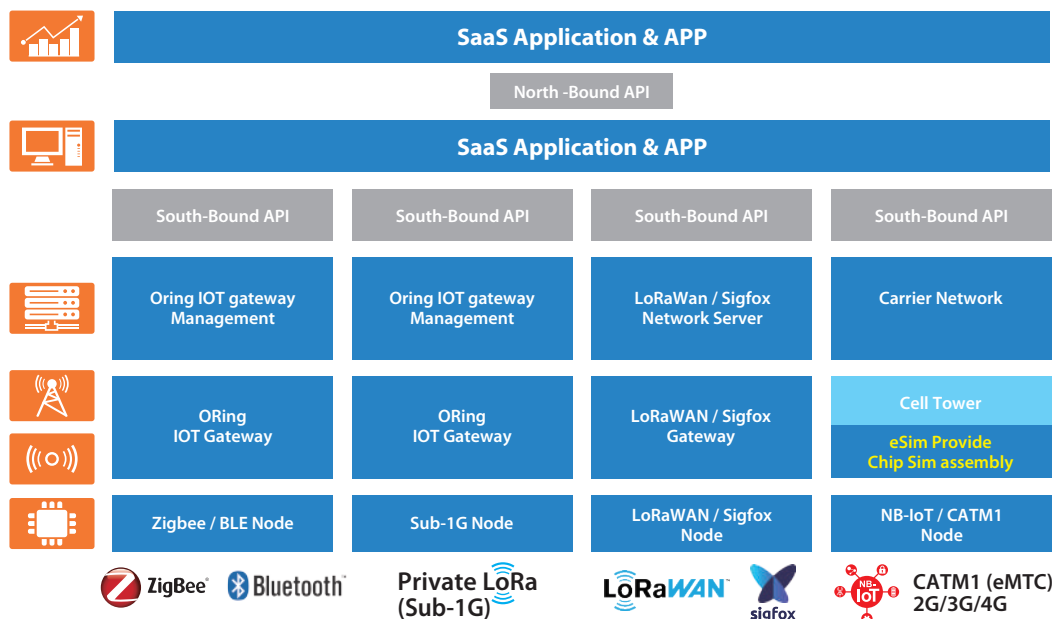 SaaS Application & APP
North -Bound API
SaaS Application & APP
South-Bound API
South-Bound API
South-Bound API
South-Bound API
Oring IOT gateway
Management
Oring IOT gateway
Management
LoRaWan / Sigfox
Network Server
Carrier Network
ORing
IOT Gateway
ORing
IOT Gateway
LoRaWAN / Sigfox
Gateway
Cell Tower
eSim Provide
Chip Sim assembly
Zigbee / BLE Node
Sub-1G Node
LoRaWAN / Sigfox
Node
NB-IoT / CATM1
Node
ZigBee®
Bluetooth™
Private LoRa
(Sub-1G)
LoRaWAN™
sigfox
NB-
IoT
CATM1 (eMTC)
2G/3G/4G